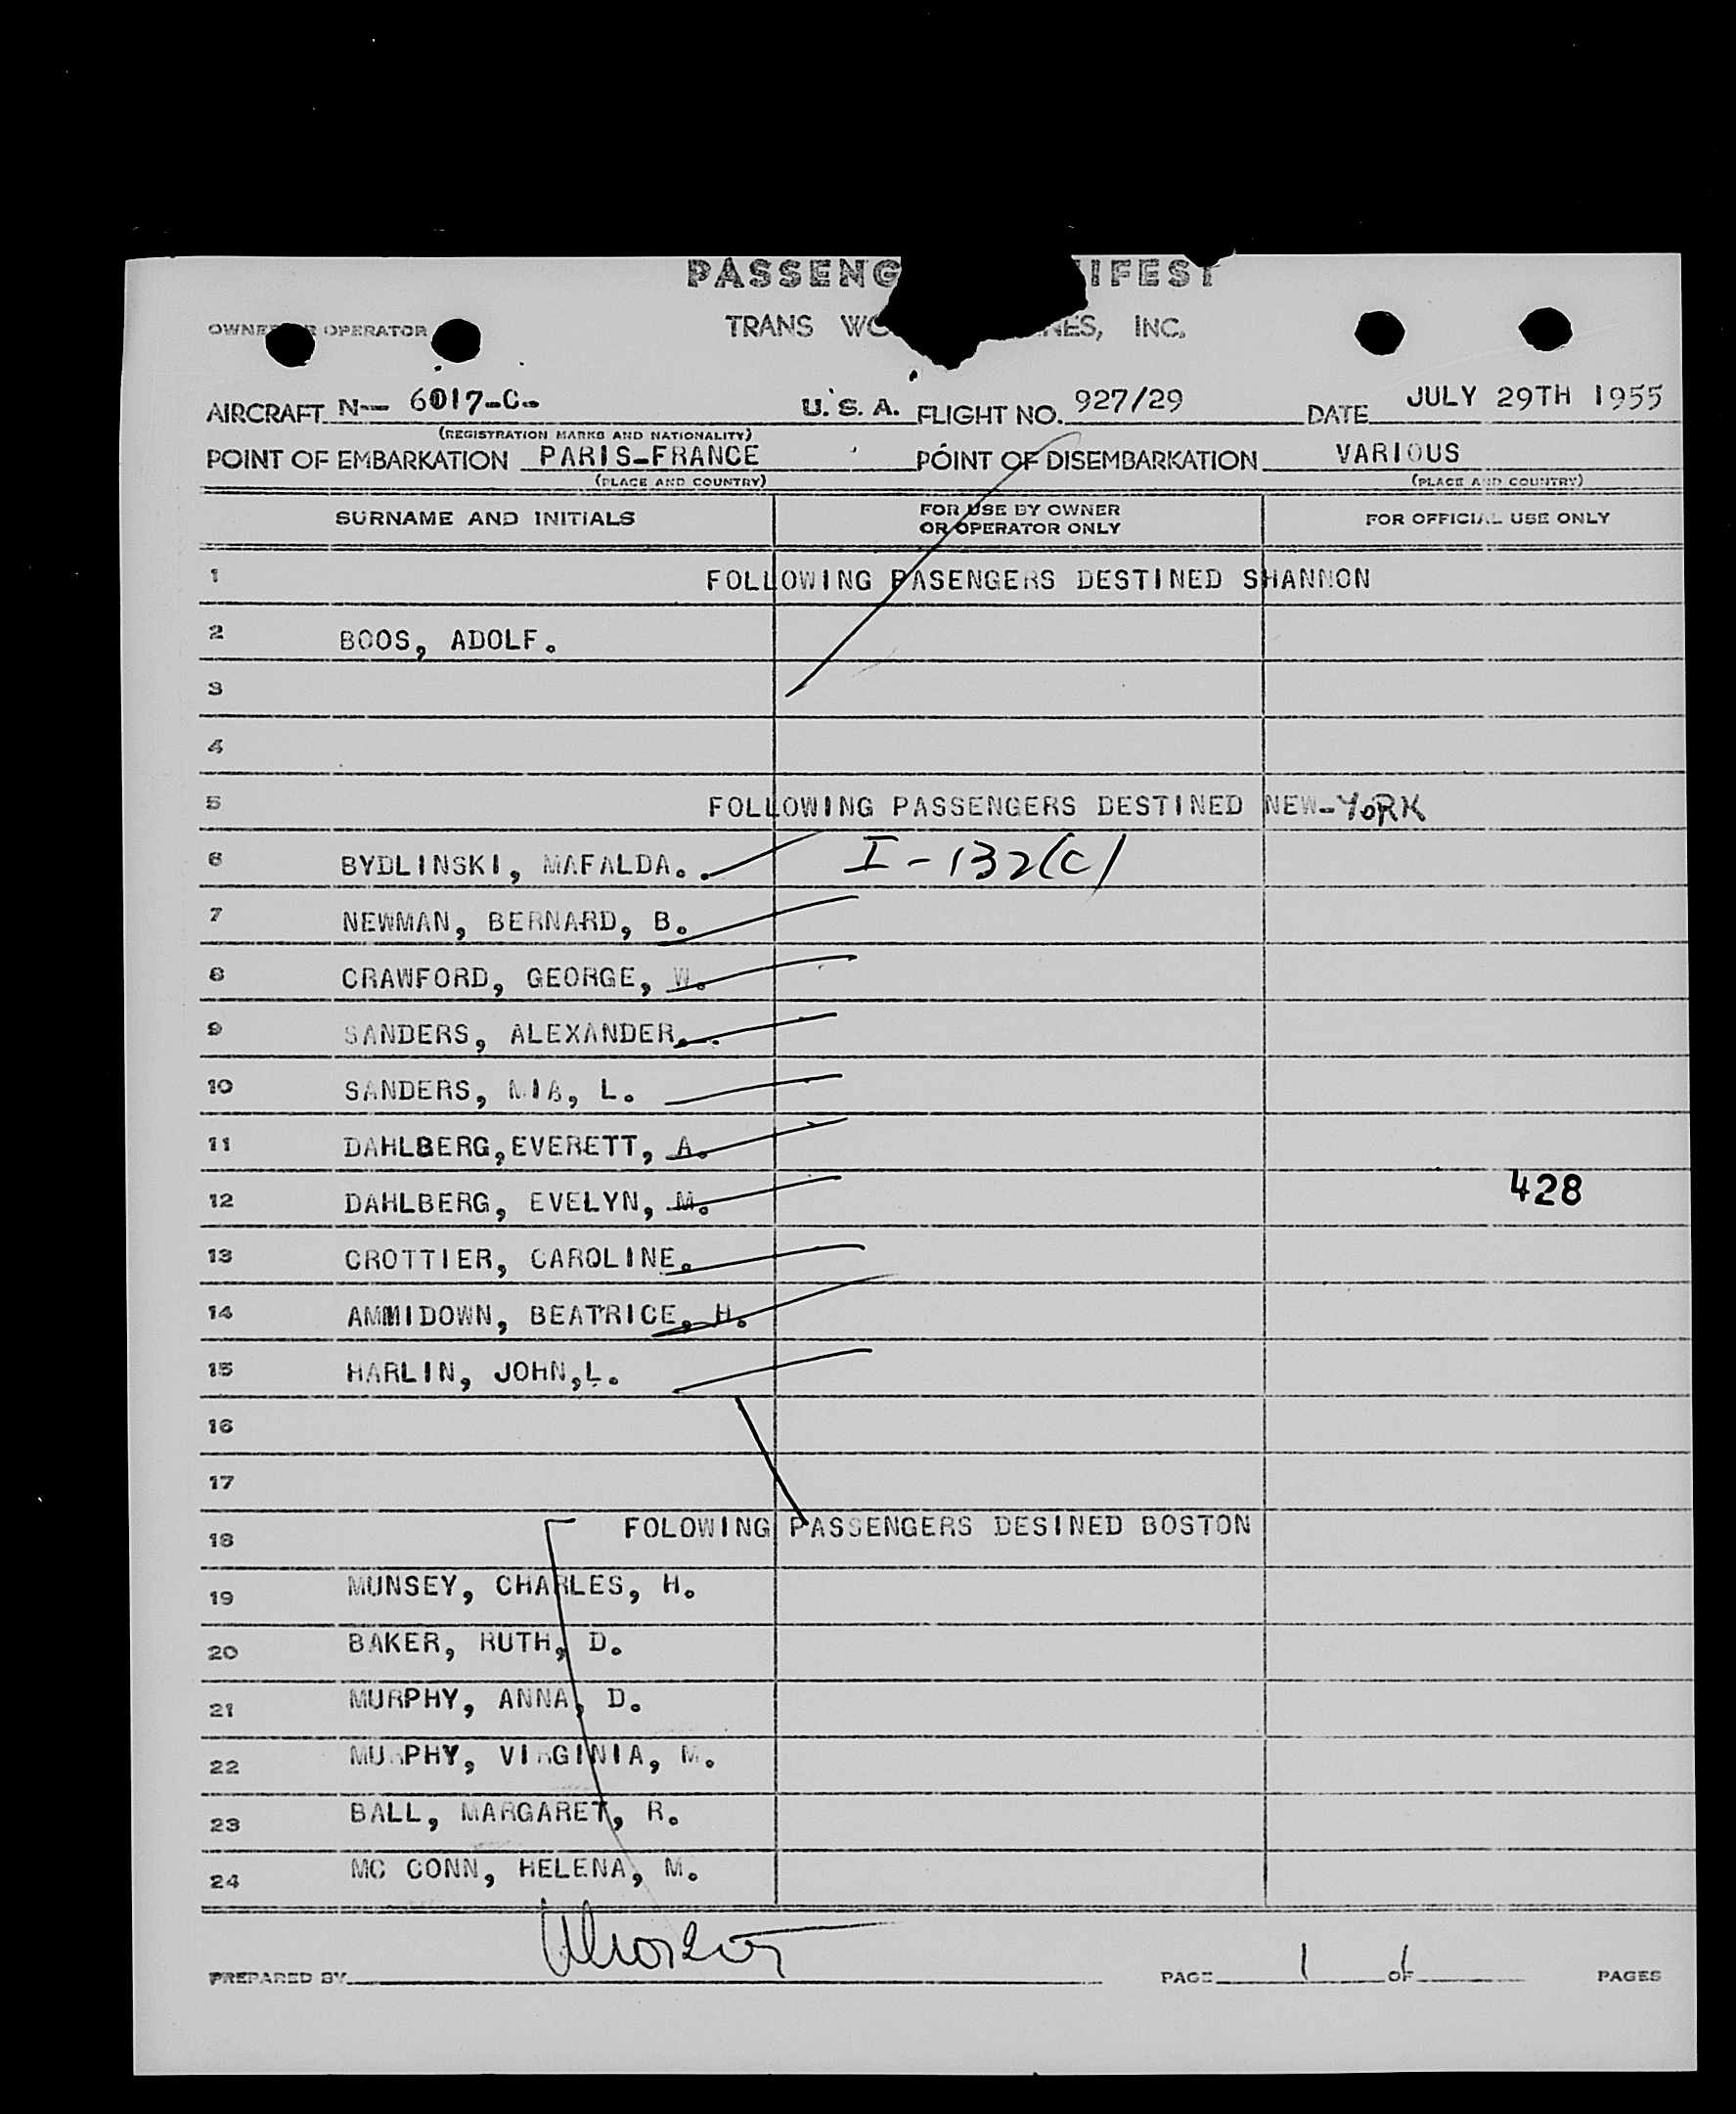 PASSENG IFEST
OWNE R OPERATOR TRANS WO NES, INC.
AIRCRAFT N-- 6017-C- U.S.A. FLIGHT NO. 927/29 DATE JULY 29TH 1955
(REGISTRATION MARKS AND NATIONALITY)
POINT OF EMBARKATION PARIS-FRANCE POINT OF DISEMBARKATION VARIOUS
(PLACE AND COUNTRY) (PLACE AND COUNTRY)
SURNAME AND INITIALS FOR USE BY OWNER OR OPERATOR ONLY FOR OFFICIAL USE ONLY
1 FOLLOWING PASENGERS DESTINED SHANNON
2 BOOS, ADOLF.
3
4
5 FOLLOWING PASSENGERS DESTINED NEW-YORK
6 BYDLINSKI, MAFALDA. I-132(C)
7 NEWMAN, BERNARD, B.
8 CRAWFORD, GEORGE, W.
9 SANDERS, ALEXANDER.
10 SANDERS, MIA, L.
11 DAHLBERG,EVERETT, A.
12 DAHLBERG, EVELYN, M. 428
13 CROTTIER, CAROLINE.
14 AMMIDOWN, BEATRICE, H.
15 HARLIN, JOHN,L.
16
17
18 FOLOWING PASSENGERS DESINED BOSTON
19 MUNSEY, CHARLES, H.
20 BAKER, RUTH, D.
21 MURPHY, ANNA, D.
22 MURPHY, VIRGINIA, M.
23 BALL, MARGARET, R.
24 MC CONN, HELENA, M.
PREPARED BY PAGE 1 OF 1 PAGES